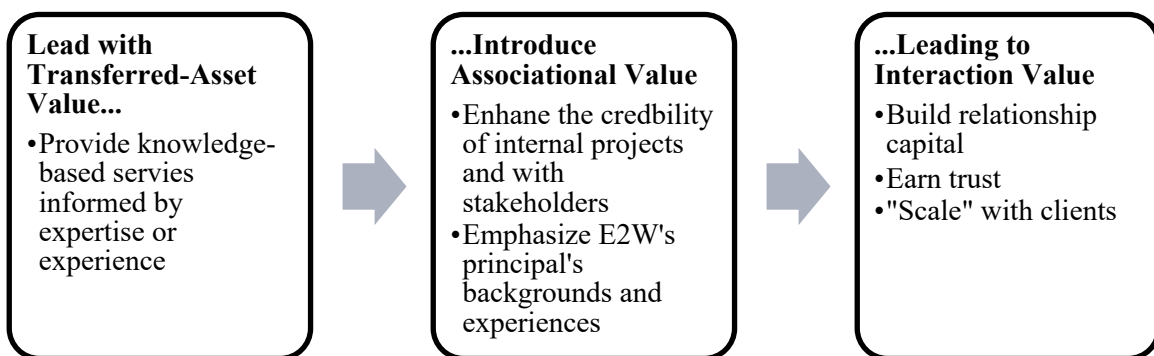 Lead with
Transferred-Asset
Value...
•Provide knowledge-
based servies
informed by
expertise or
experience
...Introduce
Associational Value
•Enhane the credbility
of internal projects
and with
stakeholders
•Emphasize E2W's
principal's
backgrounds and
experiences
...Leading to
Interaction Value
•Build relationship
capital
•Earn trust
•"Scale" with clients